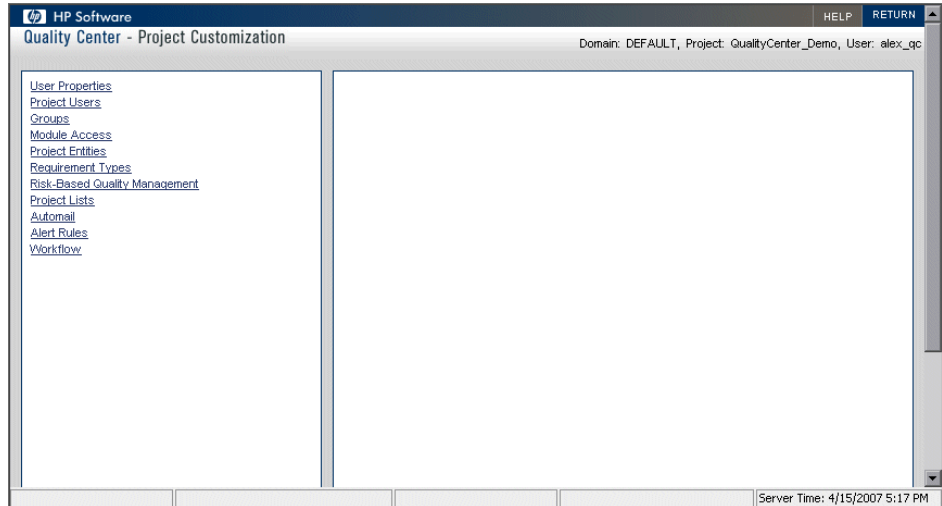 hp HP Software HELP RETURN
Quality Center - Project Customization
Domain: DEFAULT, Project: QualityCenter_Demo, User: alex_qc
User Properties
Project Users
Groups
Module Access
Project Entities
Requirement Types
Risk-Based Quality Management
Project Lists
Automail
Alert Rules
Workflow
Server Time: 4/15/2007 5:17 PM